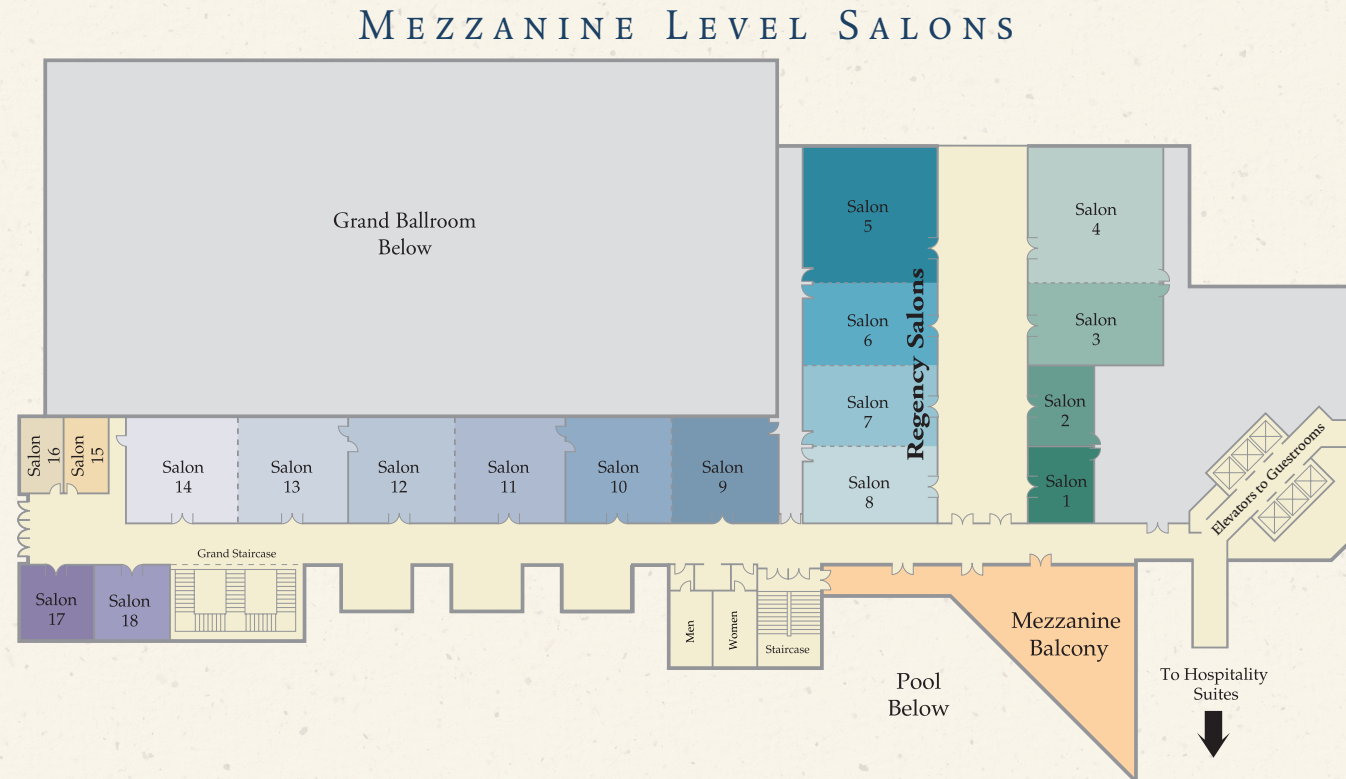 Mezzanine Level Salons
Grand Ballroom
Below
Salon
5
Salon
4
Salon
6
Salon
3
Regency Salons
Salon
7
Salon
2
Salon
8
Salon
1
Salon
16
Salon
15
Salon
14
Salon
13
Salon
12
Salon
11
Salon
10
Salon
9
Elevators to Guestrooms
Grand Staircase
Salon
17
Salon
18
Men
Women
Staircase
Mezzanine
Balcony
Pool
Below
To Hospitality
Suites